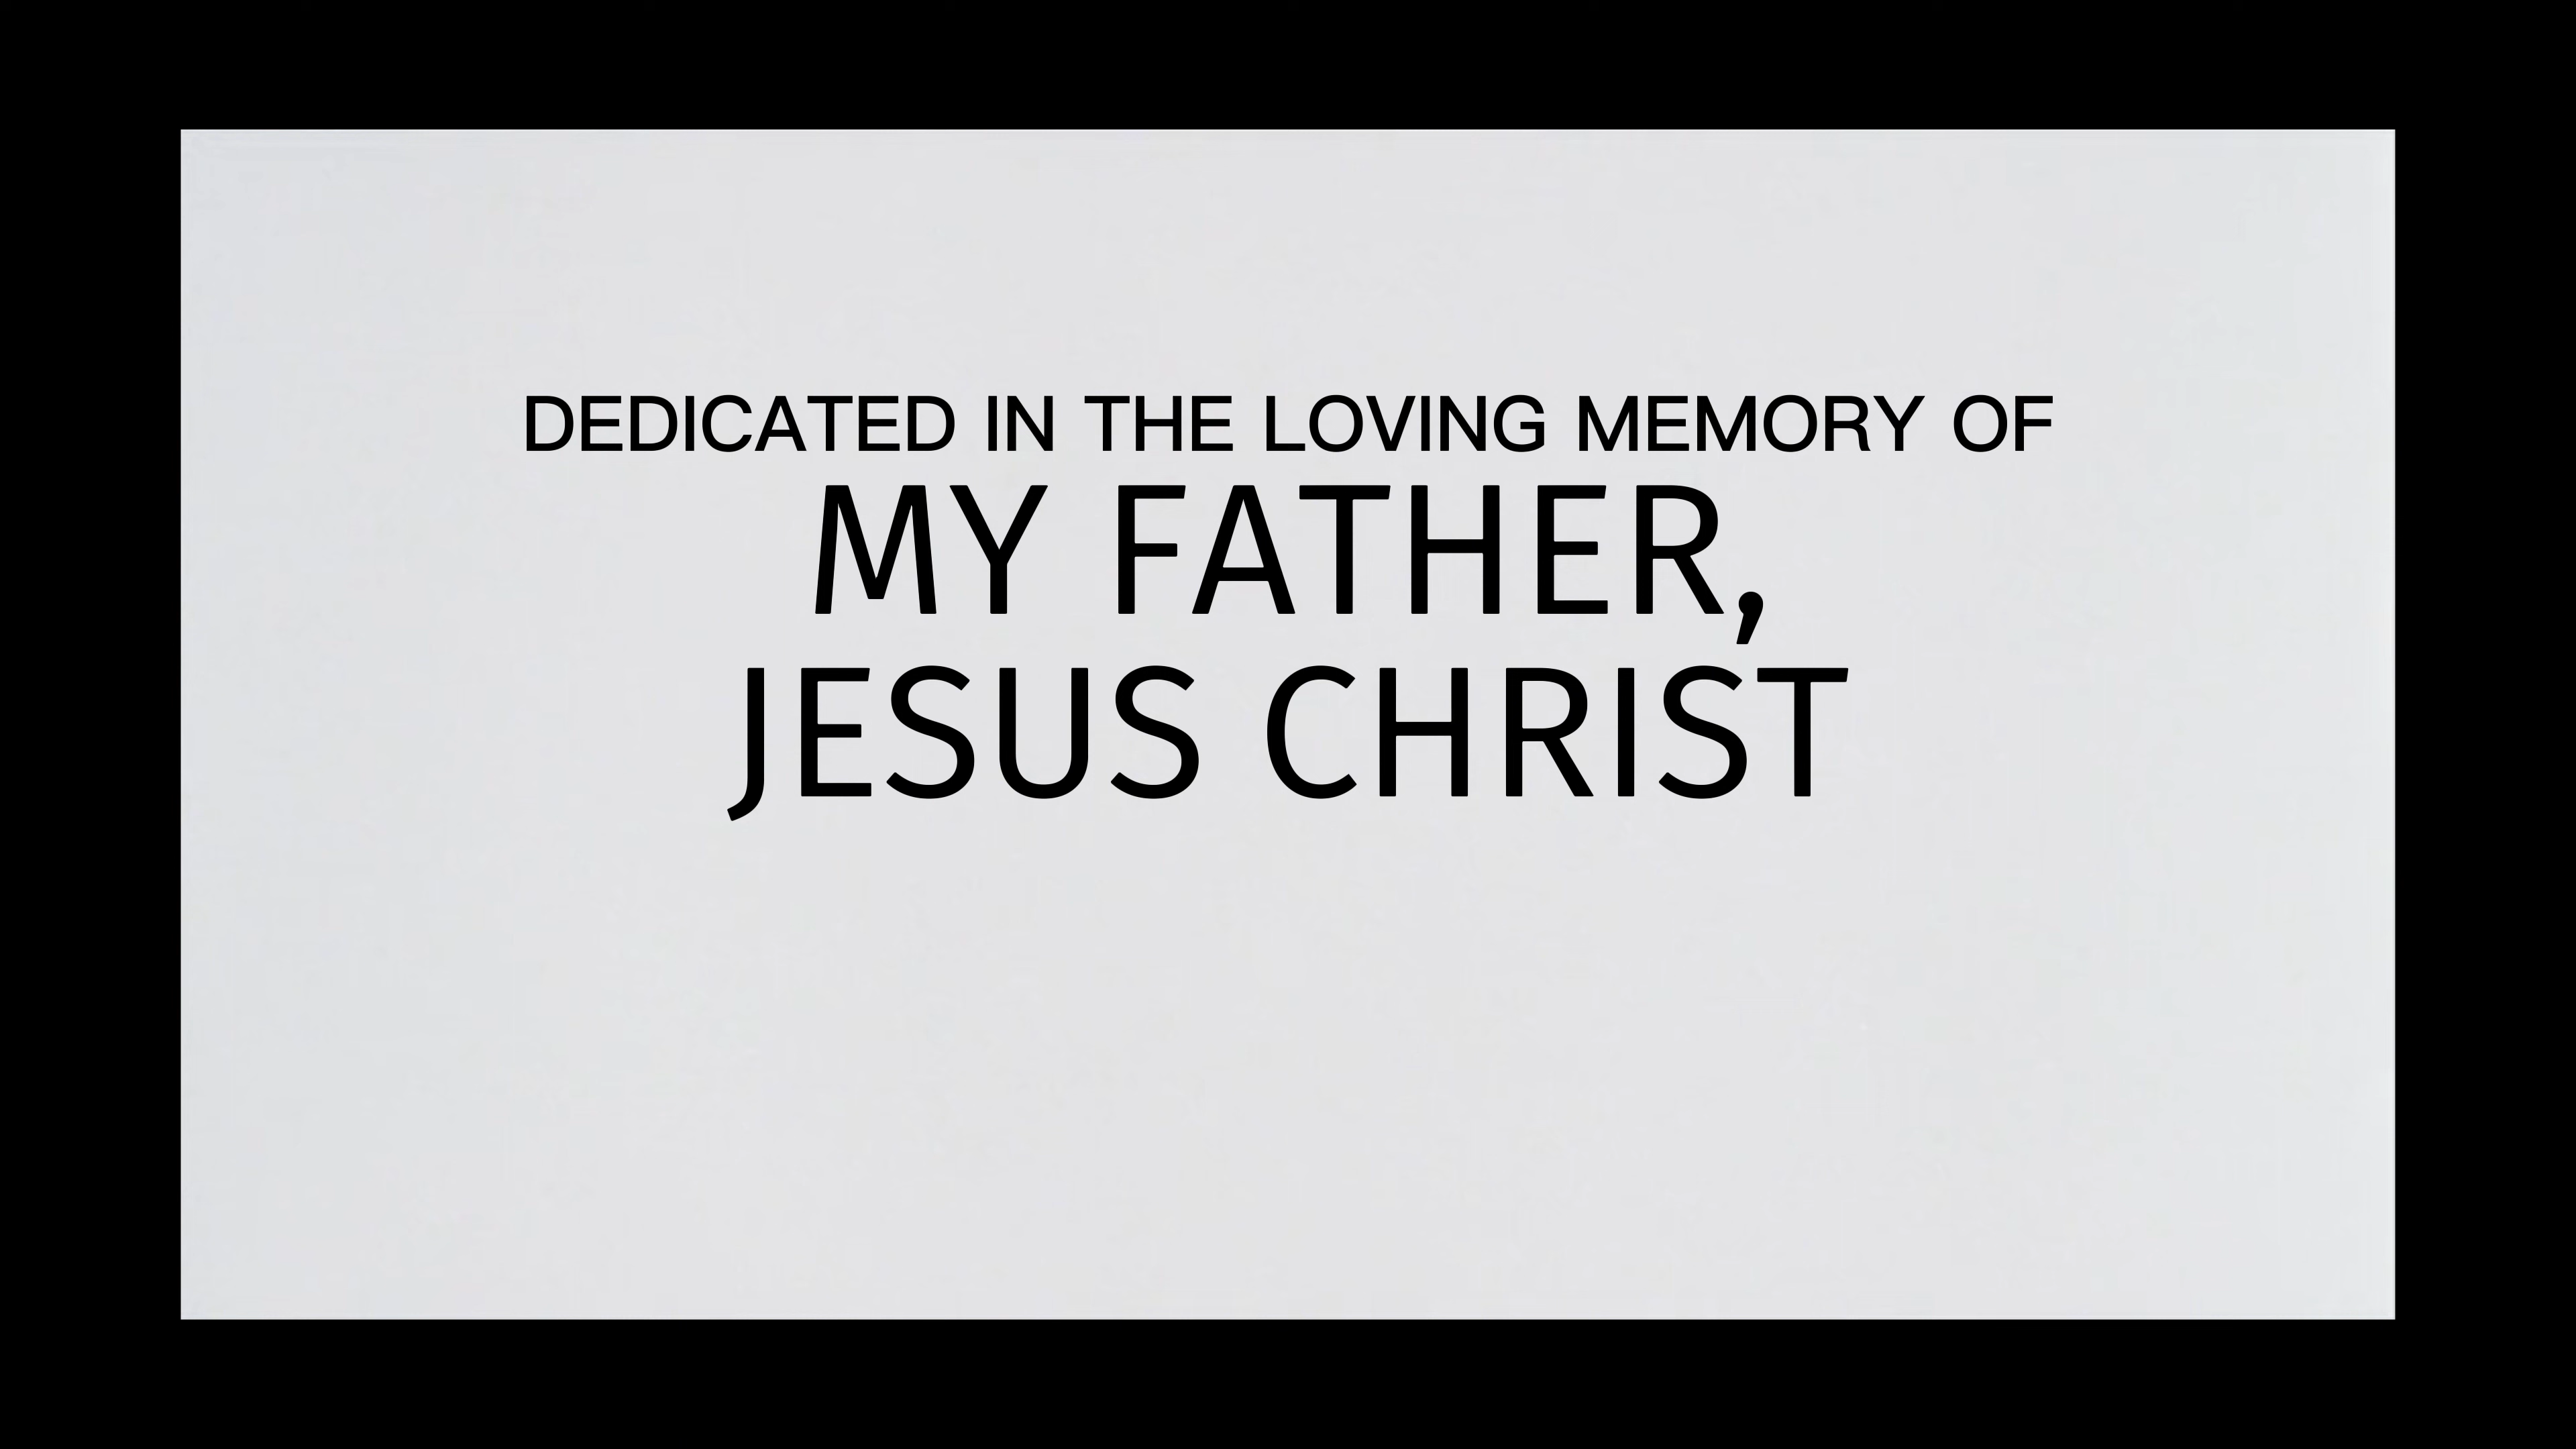 DEDICATED IN THE LOVING MEMORY OF
MY FATHER,
JESUS CHRIST